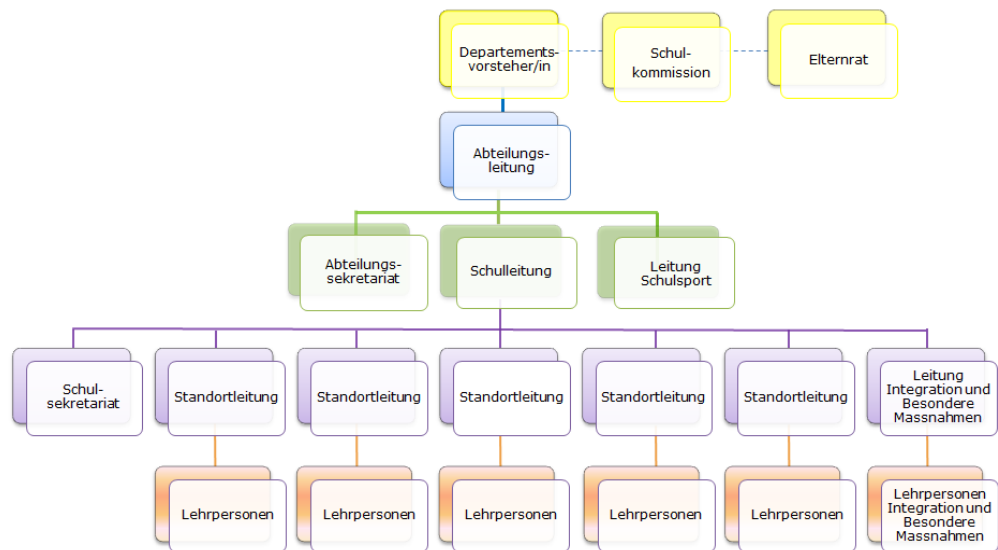 Departements-
vorsteher/in
Schul-
kommission
Elternrat
Abteilungs-
leitung
Abteilungs-
sekretariat
Schulleitung
Leitung
Schulsport
Schul-
sekretariat
Standortleitung
Standortleitung
Standortleitung
Standortleitung
Standortleitung
Leitung
Integration und
Besondere
Massnahmen
Lehrpersonen
Lehrpersonen
Lehrpersonen
Lehrpersonen
Lehrpersonen
Lehrpersonen
Integration und
Besondere
Massnahmen